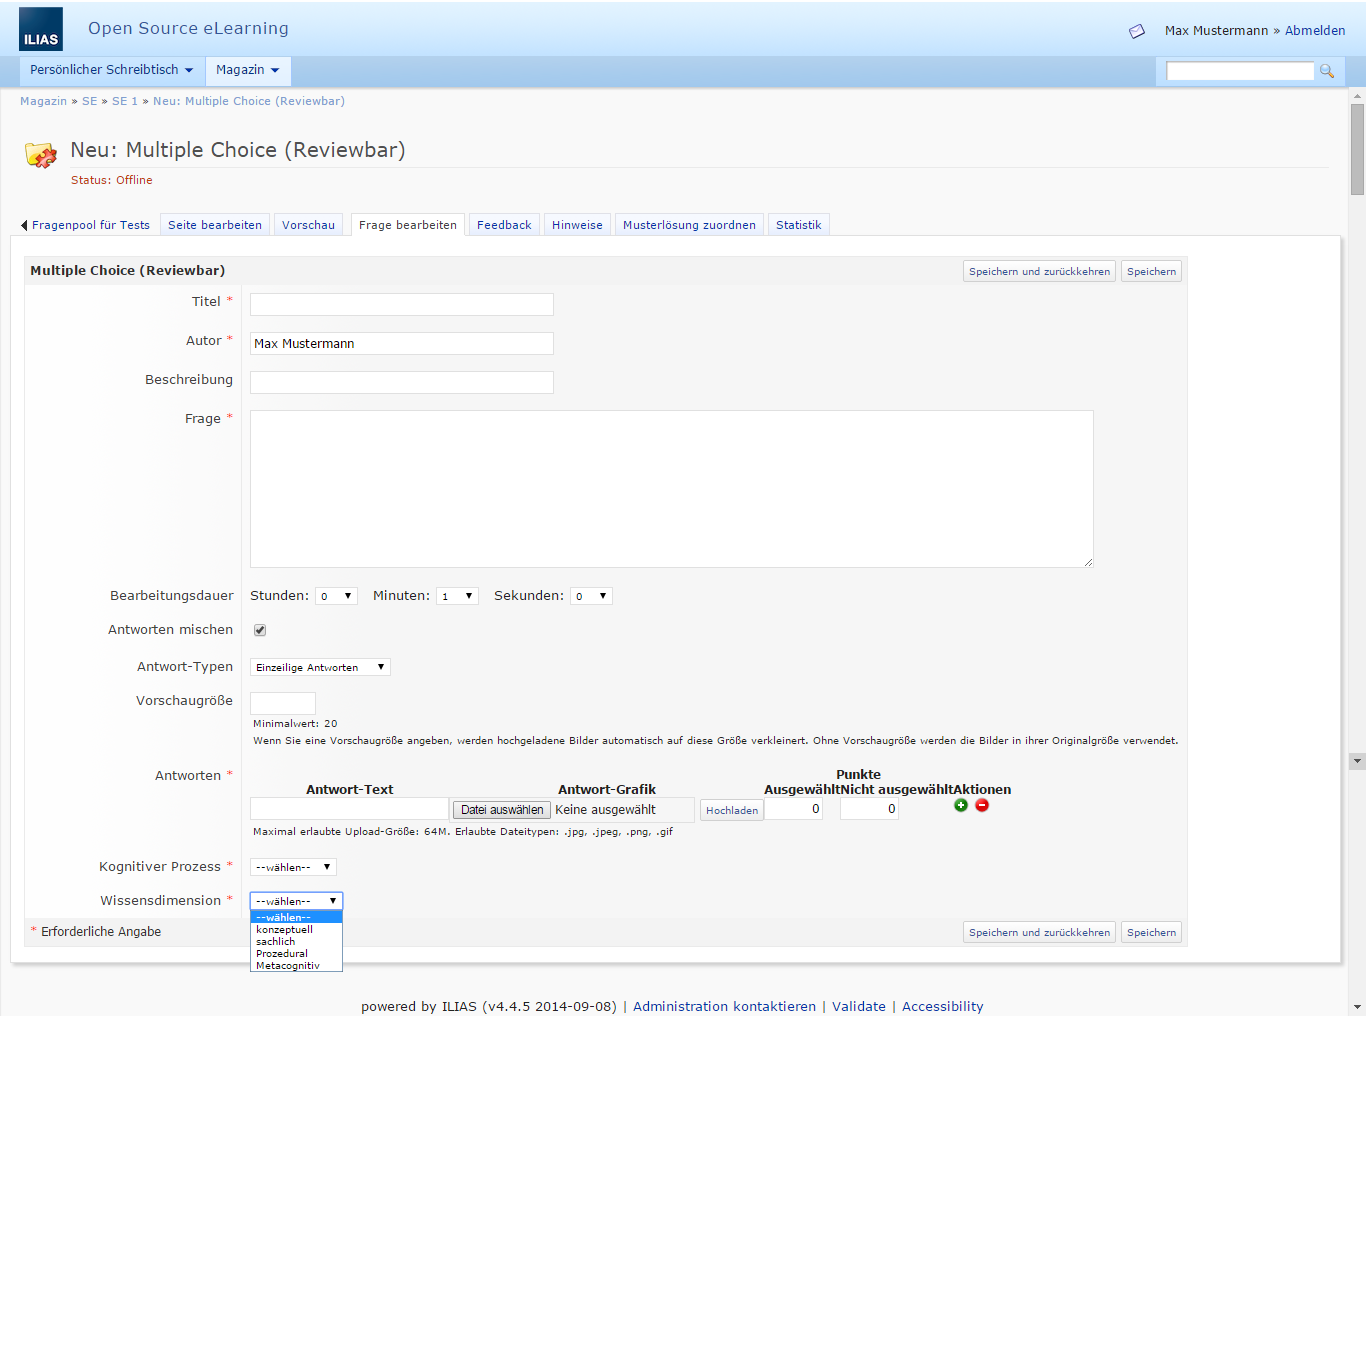 ILIAS Open Source eLearning
Max Mustermann » Abmelden
Persönlicher Schreibtisch Magazin
Magazin » SE » SE 1 » Neu: Multiple Choice (Reviewbar)
Neu: Multiple Choice (Reviewbar)
Status: Offline
Fragenpool für Tests Seite bearbeiten Vorschau Frage bearbeiten Feedback Hinweise Musterlösung zuordnen Statistik
Multiple Choice (Reviewbar) Speichern und zurückkehren Speichern
Titel *
Autor * Max Mustermann
Beschreibung
Frage *
Bearbeitungsdauer Stunden: 0 Minuten: 1 Sekunden: 0
Antworten mischen
Antwort-Typen Einzeilige Antworten
Vorschaugröße
Minimalwert: 20
Wenn Sie eine Vorschaugröße angeben, werden hochgeladene Bilder automatisch auf diese Größe verkleinert. Ohne Vorschaugröße werden die Bilder in ihrer Originalgröße verwendet.
Antworten * Punkte
Antwort-Text Antwort-Grafik Ausgewählt Nicht ausgewählt Aktionen
Datei auswählen Keine ausgewählt Hochladen 0 0
Maximal erlaubte Upload-Größe: 64M. Erlaubte Dateitypen: .jpg, .jpeg, .png, .gif
Kognitiver Prozess * --wählen--
Wissensdimension * --wählen--
--wählen--
konzeptuell
sachlich
Prozedural
Metacognitiv
* Erforderliche Angabe Speichern und zurückkehren Speichern
powered by ILIAS (v4.4.5 2014-09-08) | Administration kontaktieren | Validate | Accessibility